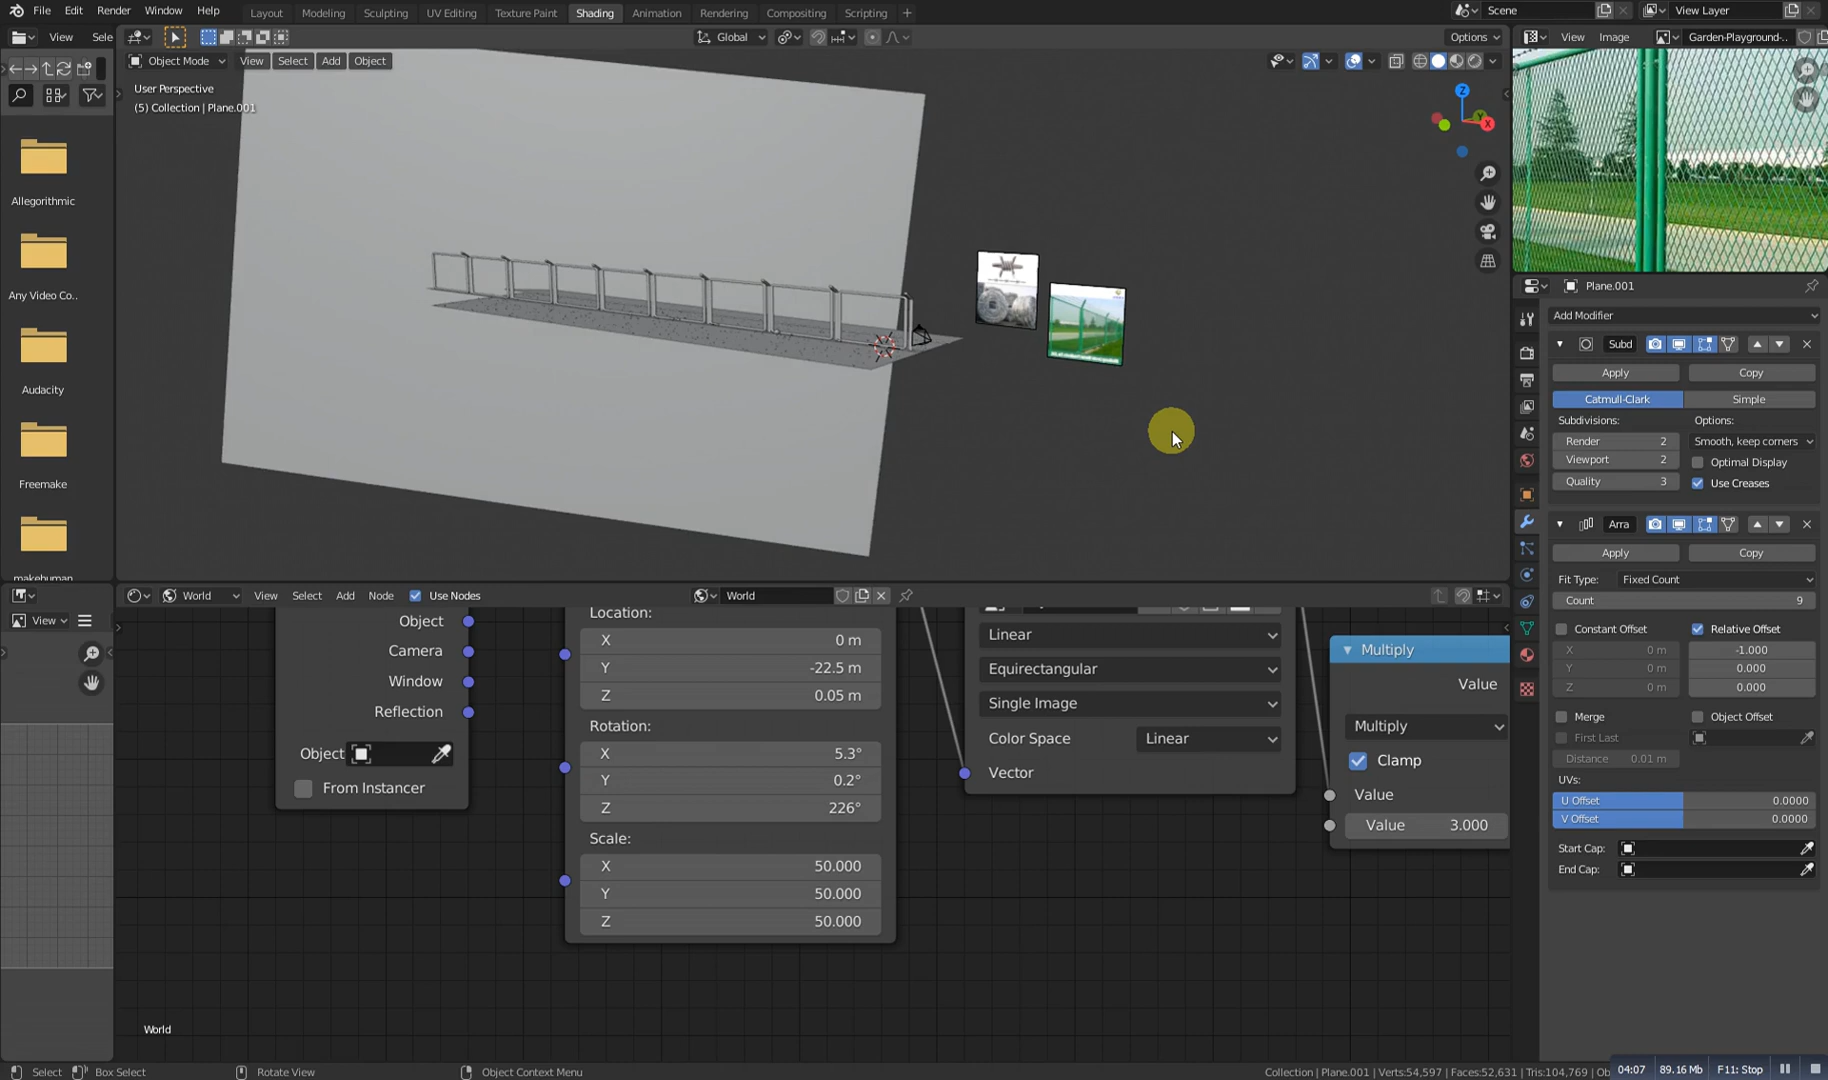 File Edit Render Window Help Layout Modeling Sculpting UV Editing Texture Paint Shading Animation Rendering Compositing Scripting + Scene View Layer
View Sele Global Options View Image Garden-Playground-..
Object Mode View Select Add Object
User Perspective
(5) Collection | Plane.001
Z
Y
X
Allegorithmic
Any Video Co..
Audacity
Freemake
makehuman
View
World View Select Add Node Use Nodes World
Object
Camera
Window
Reflection
Object
From Instancer
Location:
X 0 m
Y -22.5 m
Z 0.05 m
Rotation:
X 5.3°
Y 0.2°
Z 226°
Scale:
X 50.000
Y 50.000
Z 50.000
Linear
Equirectangular
Single Image
Color Space Linear
Vector
Multiply
Value
Multiply
Clamp
Value
Value 3.000
World
Plane.001
Add Modifier
Subd
Apply Copy
Catmull-Clark Simple
Subdivisions: Options:
Render 2 Smooth, keep corners
Viewport 2 Optimal Display
Quality 3 Use Creases
Arra
Apply Copy
Fit Type: Fixed Count
Count 9
Constant Offset Relative Offset
X 0 m -1.000
Y 0 m 0.000
Z 0 m 0.000
Merge Object Offset
First Last
Distance 0.01 m
UVs:
U Offset 0.0000
V Offset 0.0000
Start Cap:
End Cap:
Select Box Select Rotate View Object Context Menu Collection | Plane.001 | Verts:54,597 | Faces:52,631 | Tris:104,769 | Ob 04:07 89.16 Mb F11: Stop